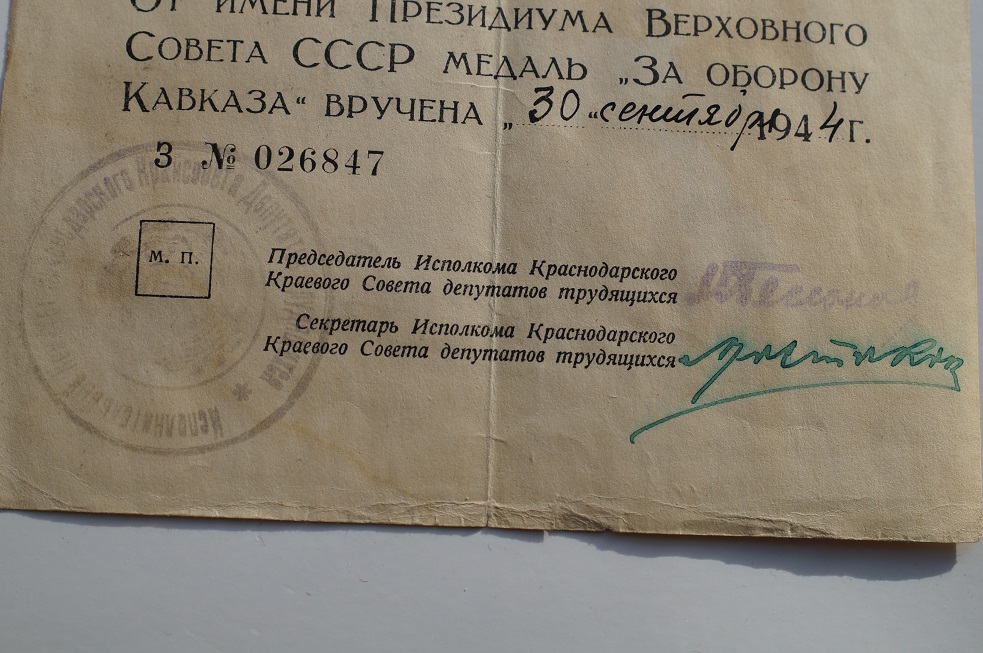 От имени Президиума Верховного
Совета СССР медаль „За оборону
Кавказа“ вручена „30“ сентября 1944 г.
З № 026847
М. П.
Председатель Исполкома Краснодарского
Краевого Совета депутатов трудящихся
Секретарь Исполкома Краснодарского
Краевого Совета депутатов трудящихся